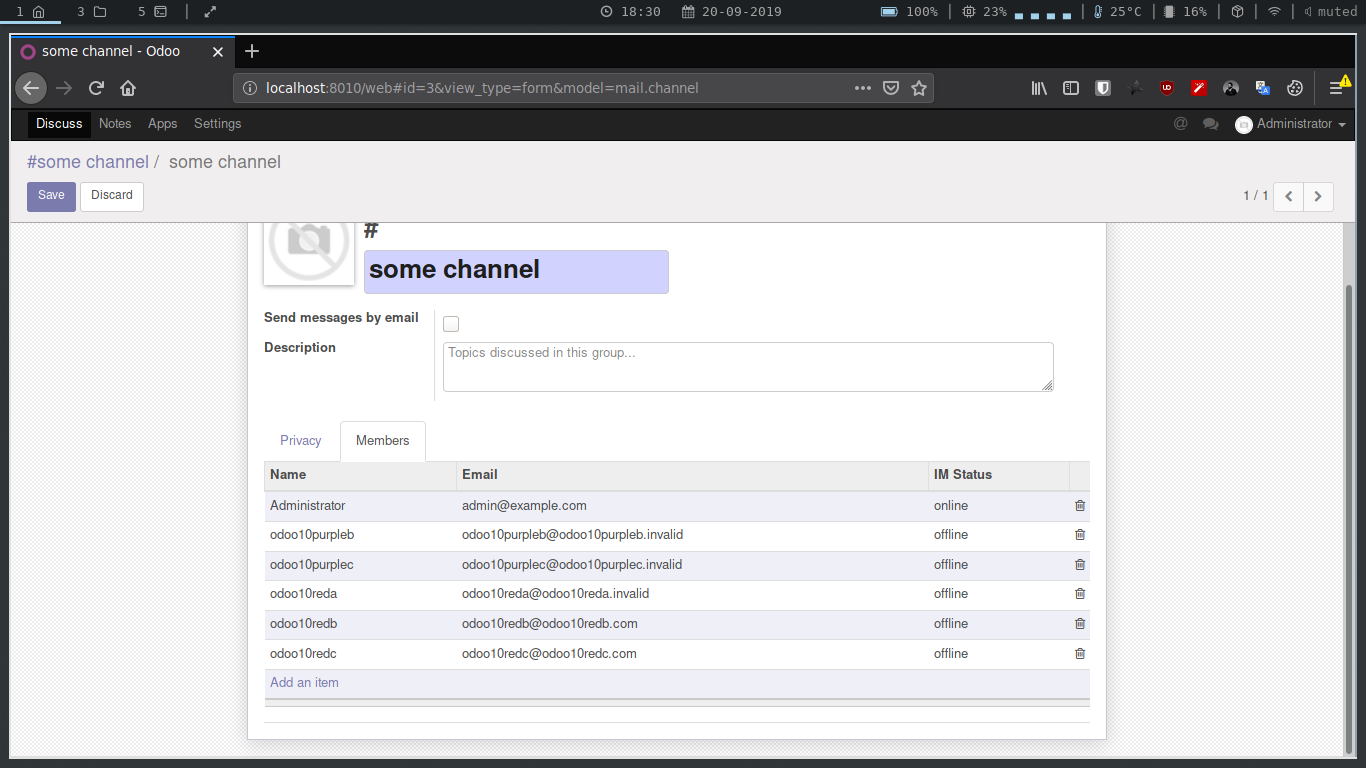 1 3 5 18:30 20-09-2019 100% 23% 25°C 16% muted
some channel - Odoo
localhost:8010/web#id=3&view_type=form&model=mail.channel
Discuss Notes Apps Settings @ Administrator
#some channel / some channel
Save Discard 1 / 1
#
some channel
Send messages by email
Description Topics discussed in this group...
Privacy Members
Name Email IM Status
Administrator admin@example.com online
odoo10purpleb odoo10purpleb@odoo10purpleb.invalid offline
odoo10purplec odoo10purplec@odoo10purplec.invalid offline
odoo10reda odoo10reda@odoo10reda.invalid offline
odoo10redb odoo10redb@odoo10redb.com offline
odoo10redc odoo10redc@odoo10redc.com offline
Add an item